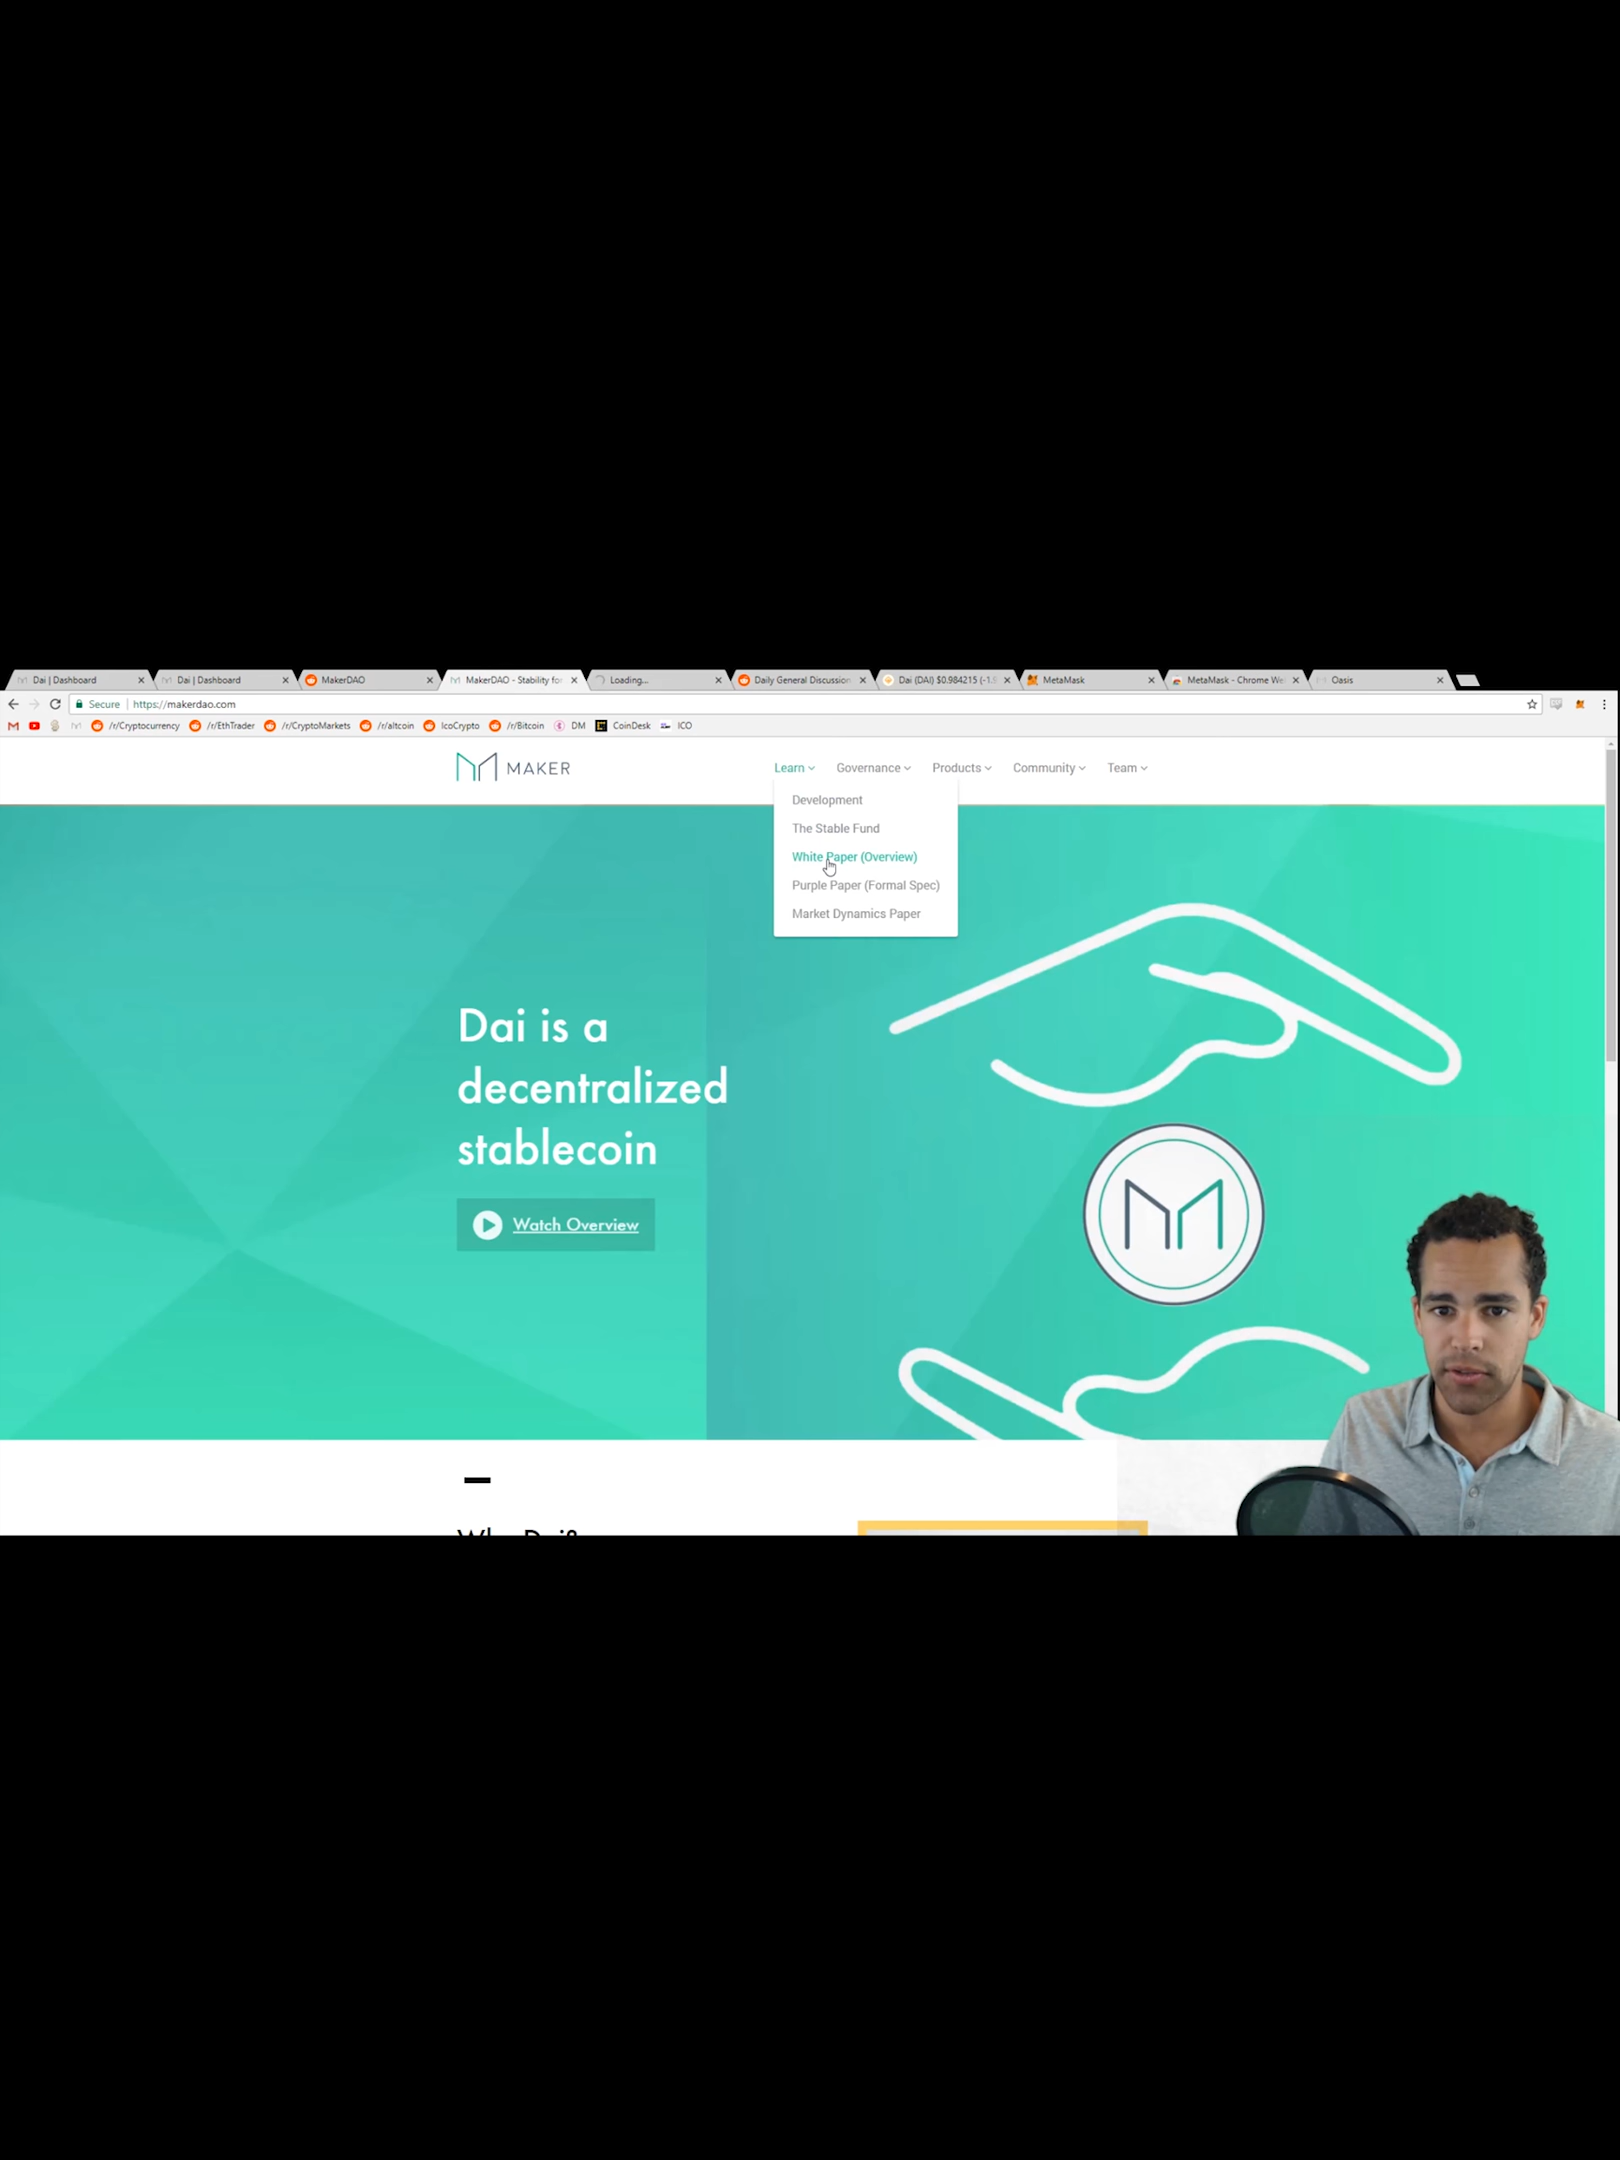 Dai | Dashboard
Dai | Dashboard
MakerDAO
MakerDAO - Stability for
Loading...
Daily General Discussion
Dai (DAI) $0.984215 (-1.
MetaMask
MetaMask - Chrome We
Oasis
Secure
https://makerdao.com
/r/Cryptocurrency
/r/EthTrader
/r/CryptoMarkets
/r/altcoin
IcoCrypto
/r/Bitcoin
DM
CoinDesk
ICO
MAKER
Learn
Governance
Products
Community
Team
Development
The Stable Fund
White Paper (Overview)
Purple Paper (Formal Spec)
Market Dynamics Paper
Dai is a
decentralized
stablecoin
Watch Overview